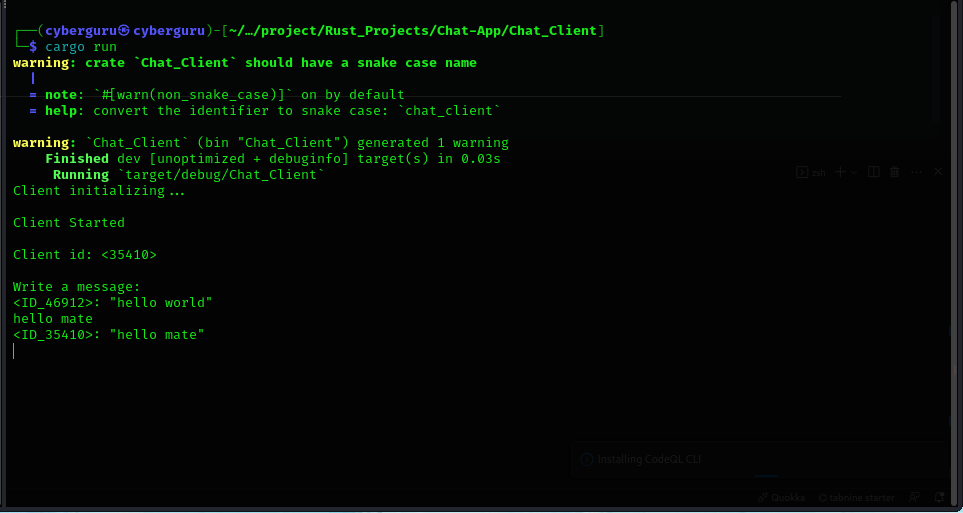 ┌──(cyberguru㉿cyberguru)-[~/…/project/Rust_Projects/Chat-App/Chat_Client]
└─$ cargo run
warning: crate `Chat_Client` should have a snake case name
  |
  = note: `#[warn(non_snake_case)]` on by default
  = help: convert the identifier to snake case: `chat_client`
warning: `Chat_Client` (bin "Chat_Client") generated 1 warning
    Finished dev [unoptimized + debuginfo] target(s) in 0.03s
     Running `target/debug/Chat_Client`
zsh
Client initializing...
Client Started
Client id: <35410>
Write a message:
<ID_46912>: "hello world"
hello mate
<ID_35410>: "hello mate"
Installing CodeQL CLI
Quokka tabnine starter